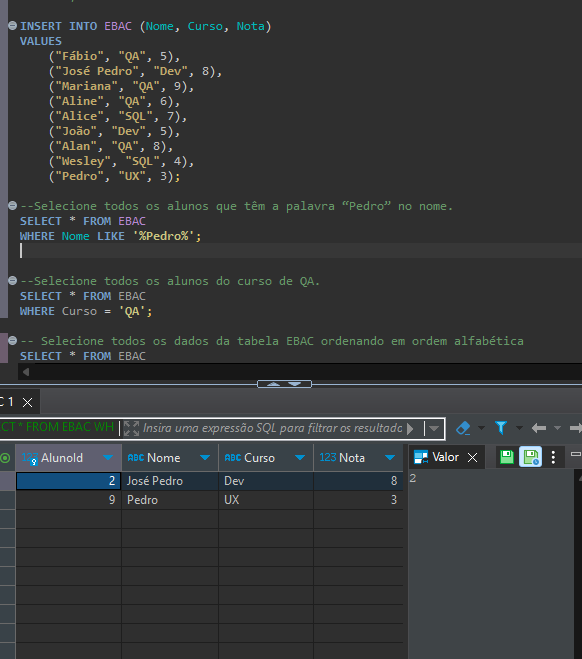 INSERT INTO EBAC (Nome, Curso, Nota)
VALUES
("Fábio", "QA", 5),
("José Pedro", "Dev", 8),
("Mariana", "QA", 9),
("Aline", "QA", 6),
("Alice", "SQL", 7),
("João", "Dev", 5),
("Alan", "QA", 8),
("Wesley", "SQL", 4),
("Pedro", "UX", 3);
--Selecione todos os alunos que têm a palavra “Pedro” no nome.
SELECT * FROM EBAC
WHERE Nome LIKE '%Pedro%';
--Selecione todos os alunos do curso de QA.
SELECT * FROM EBAC
WHERE Curso = 'QA';
-- Selecione todos os dados da tabela EBAC ordenando em ordem alfabética
SELECT * FROM EBAC
C 1
CT * FROM EBAC WH Insira uma expressão SQL para filtrar os resultado
AlunoId ABC Nome ABC Curso 123 Nota Valor
2 José Pedro Dev 8 2
9 Pedro UX 3